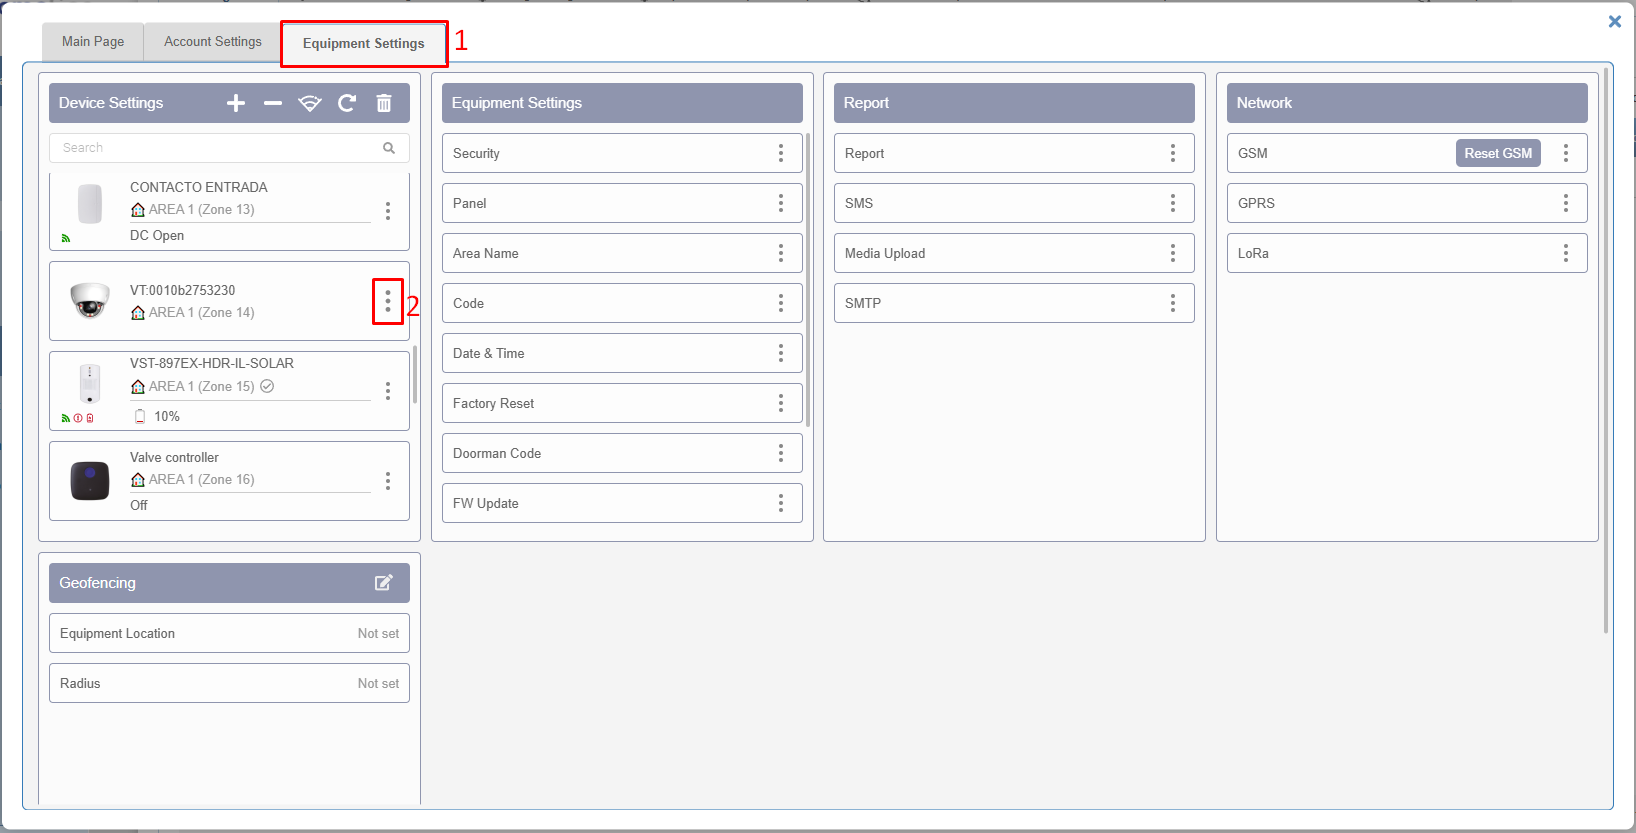 Main Page
Account Settings
Equipment Settings
1
Device Settings
Search
CONTACTO ENTRADA
AREA 1 (Zone 13)
DC Open
VT:0010b2753230
AREA 1 (Zone 14)
2
VST-897EX-HDR-IL-SOLAR
AREA 1 (Zone 15)
10%
Valve controller
AREA 1 (Zone 16)
Off
Equipment Settings
Security
Panel
Area Name
Code
Date & Time
Factory Reset
Doorman Code
FW Update
Report
Report
SMS
Media Upload
SMTP
Network
GSM
Reset GSM
GPRS
LoRa
Geofencing
Equipment Location
Not set
Radius
Not set